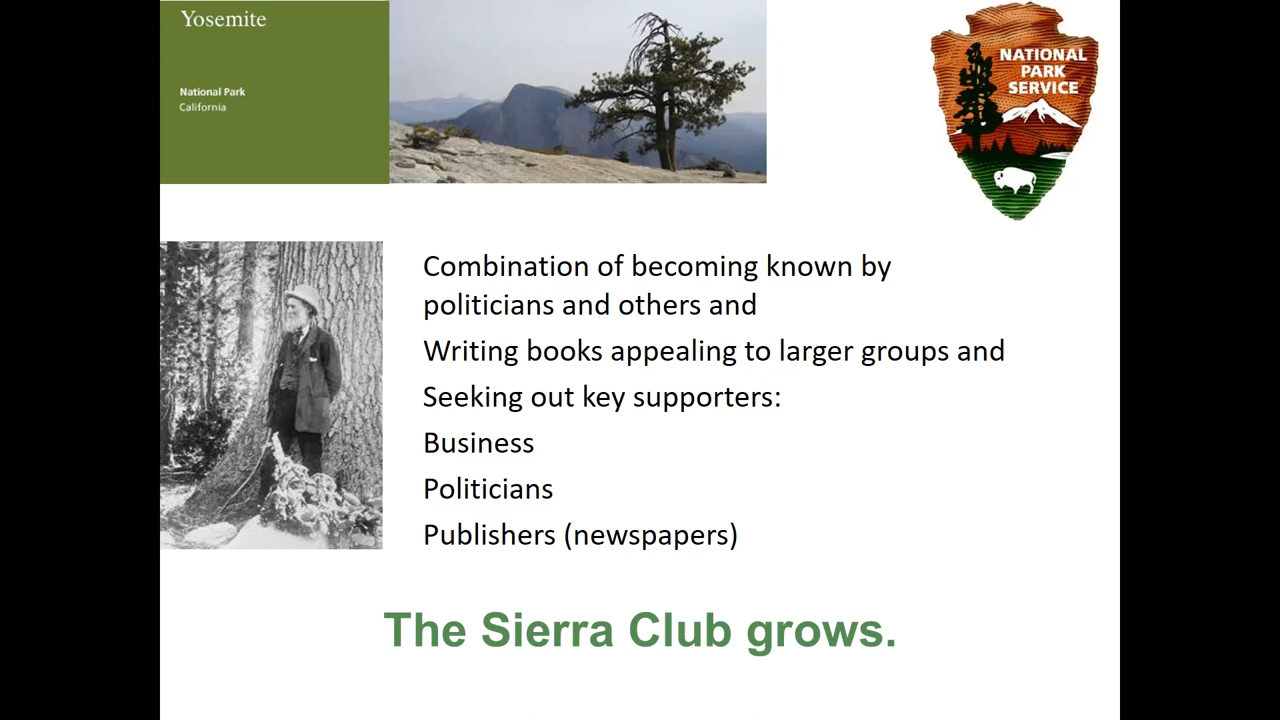 Yosemite
National Park
California
NATIONAL
PARK
SERVICE
Combination of becoming known by
politicians and others and
Writing books appealing to larger groups and
Seeking out key supporters:
Business
Politicians
Publishers (newspapers)
The Sierra Club grows.